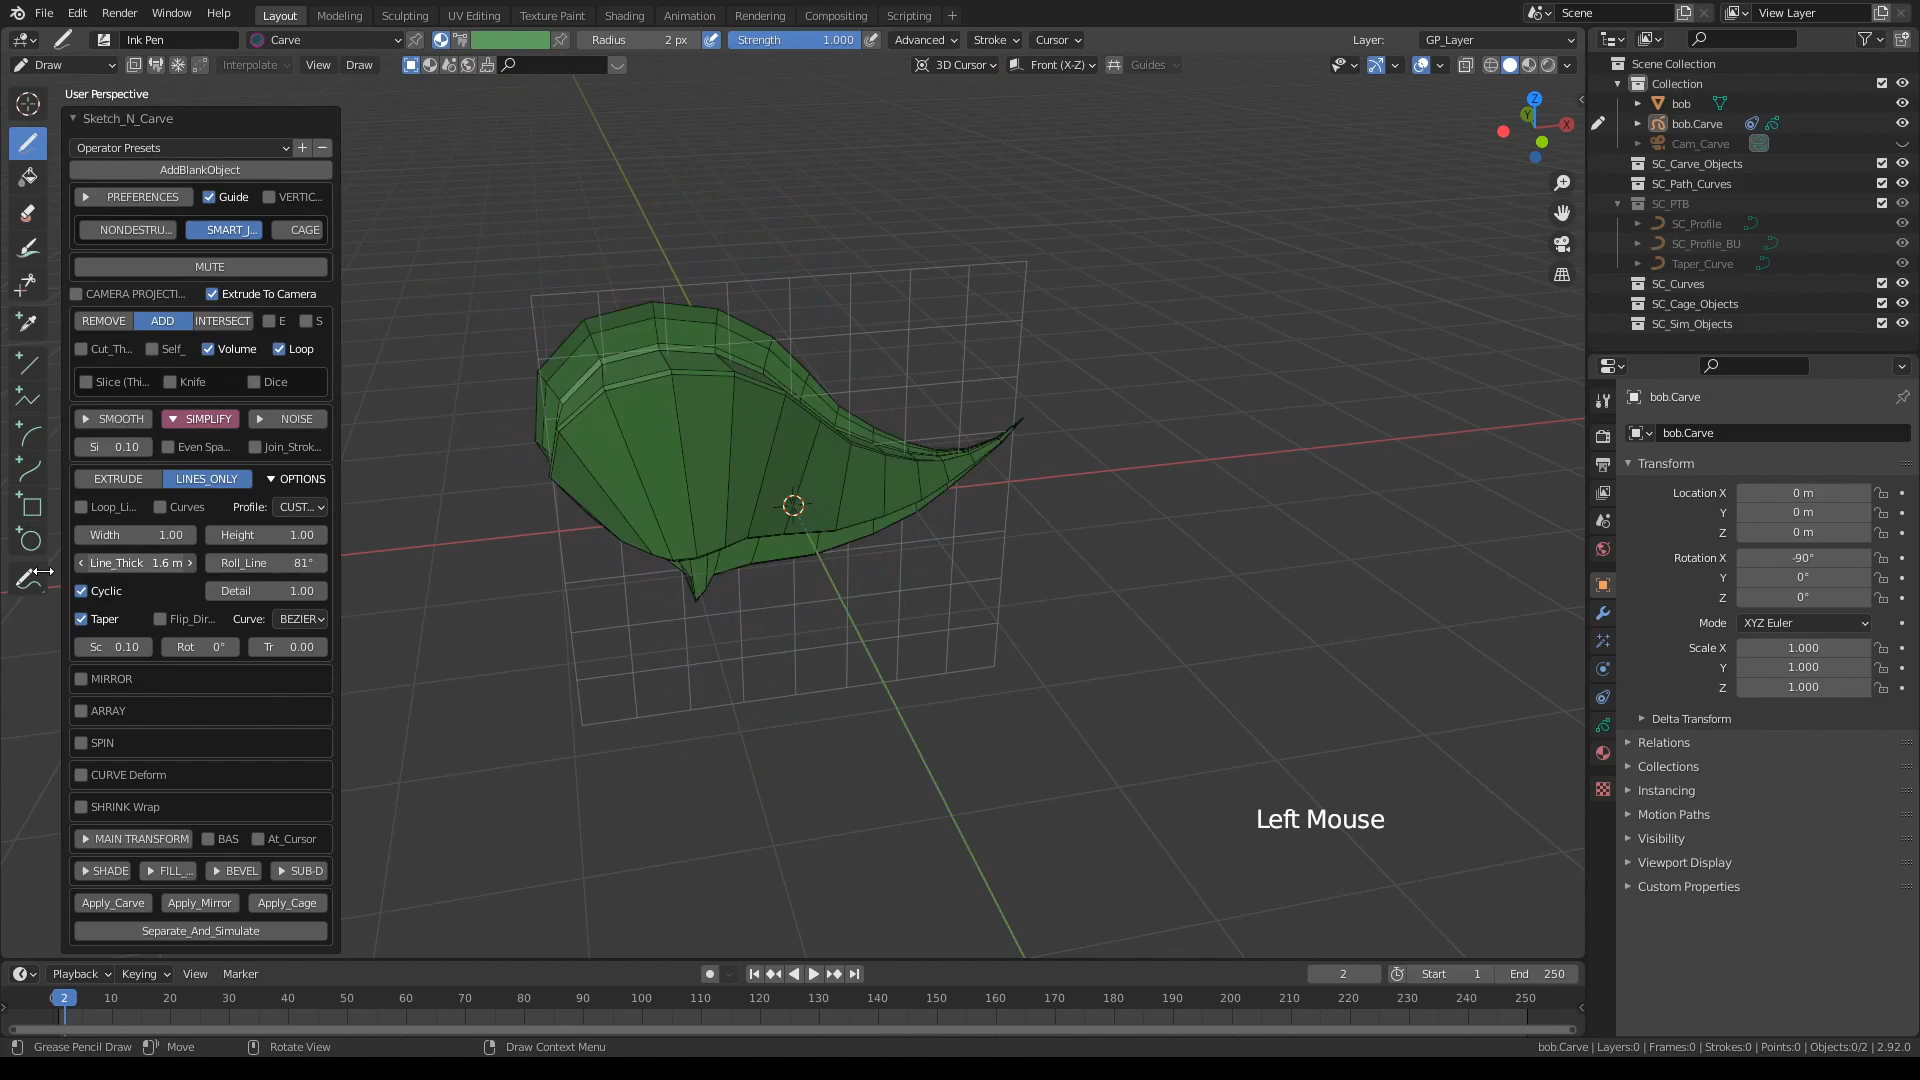 File Edit Render Window Help Layout Modeling Sculpting UV Editing Texture Paint Shading Animation Rendering Compositing Scripting + Scene View Layer
Ink Pen Carve Radius 2 px Strength 1.000 Advanced Stroke Cursor Layer: GP_Layer
Draw Interpolate View Draw 3D Cursor Front (X-Z) Guides
User Perspective
Sketch_N_Carve
Operator Presets
AddBlankObject
PREFERENCES Guide VERTIC...
NONDESTRU... SMART_J... CAGE
MUTE
CAMERA PROJECTI... Extrude To Camera
REMOVE ADD INTERSECT E S
Cut_Th... Self_ Volume Loop
Slice (Thi... Knife Dice
SMOOTH SIMPLIFY NOISE
Si 0.10 Even Spa... Join_Strok...
EXTRUDE LINES_ONLY OPTIONS
Loop_Li... Curves Profile: CUST...
Width 1.00 Height 1.00
Line_Thick 1.6 m Roll_Line 81°
Cyclic Detail 1.00
Taper Flip_Dir... Curve: BEZIER
Sc 0.10 Rot 0° Tr 0.00
MIRROR
ARRAY
SPIN
CURVE Deform
SHRINK Wrap
MAIN TRANSFORM BAS At_Cursor
SHADE FILL_... BEVEL SUB-D
Apply_Carve Apply_Mirror Apply_Cage
Separate_And_Simulate
Z
Y
X
Left Mouse
Scene Collection
Collection
bob
bob.Carve
Cam_Carve
SC_Carve_Objects
SC_Path_Curves
SC_PTB
SC_Profile
SC_Profile_BU
Taper_Curve
SC_Curves
SC_Cage_Objects
SC_Sim_Objects
bob.Carve
bob.Carve
Transform
Location X 0 m
Y 0 m
Z 0 m
Rotation X -90°
Y 0°
Z 0°
Mode XYZ Euler
Scale X 1.000
Y 1.000
Z 1.000
Delta Transform
Relations
Collections
Instancing
Motion Paths
Visibility
Viewport Display
Custom Properties
Playback Keying View Marker 2 Start 1 End 250
2 10 20 30 40 50 60 70 80 90 100 110 120 130 140 150 160 170 180 190 200 210 220 230 240 250
Grease Pencil Draw Move Rotate View Draw Context Menu bob.Carve | Layers:0 | Frames:0 | Strokes:0 | Points:0 | Objects:0/2 | 2.92.0